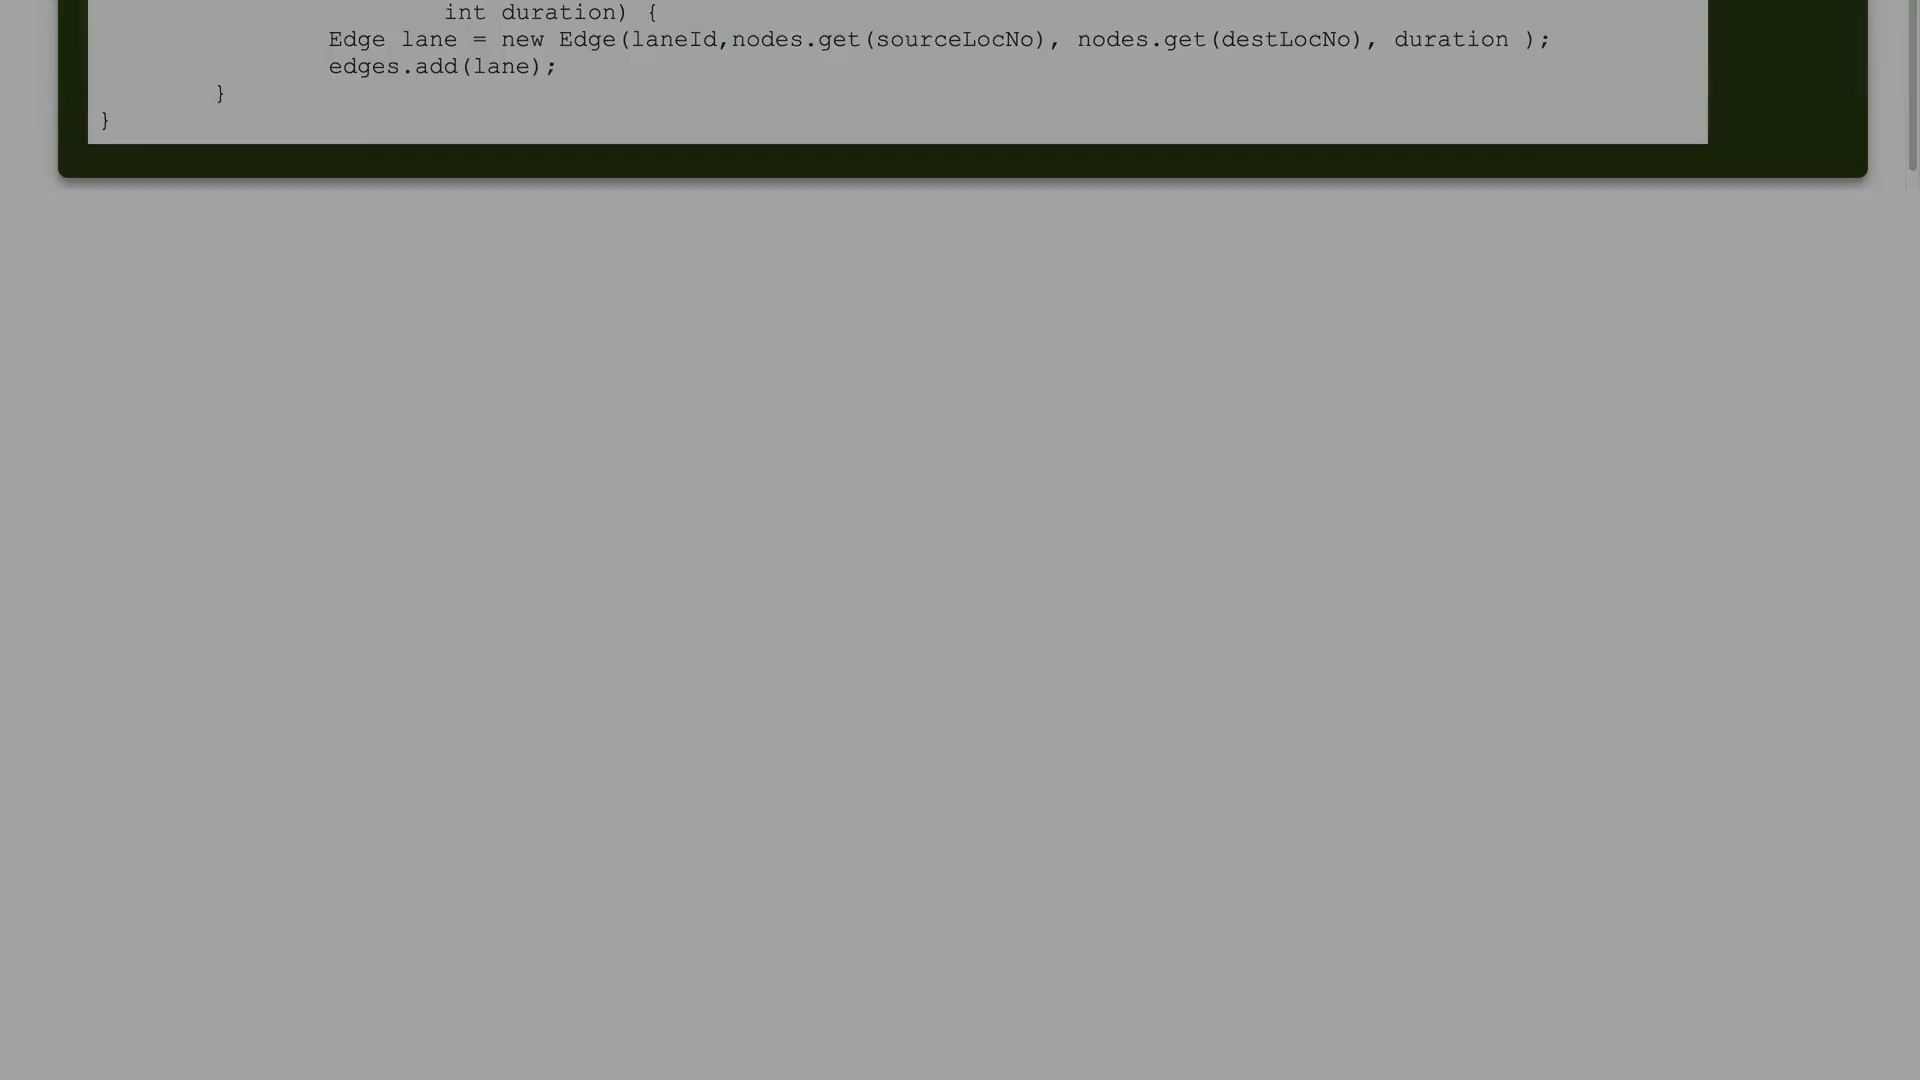 int duration) {
Edge lane = new Edge(laneId,nodes.get(sourceLocNo), nodes.get(destLocNo), duration );
edges.add(lane);
}
}